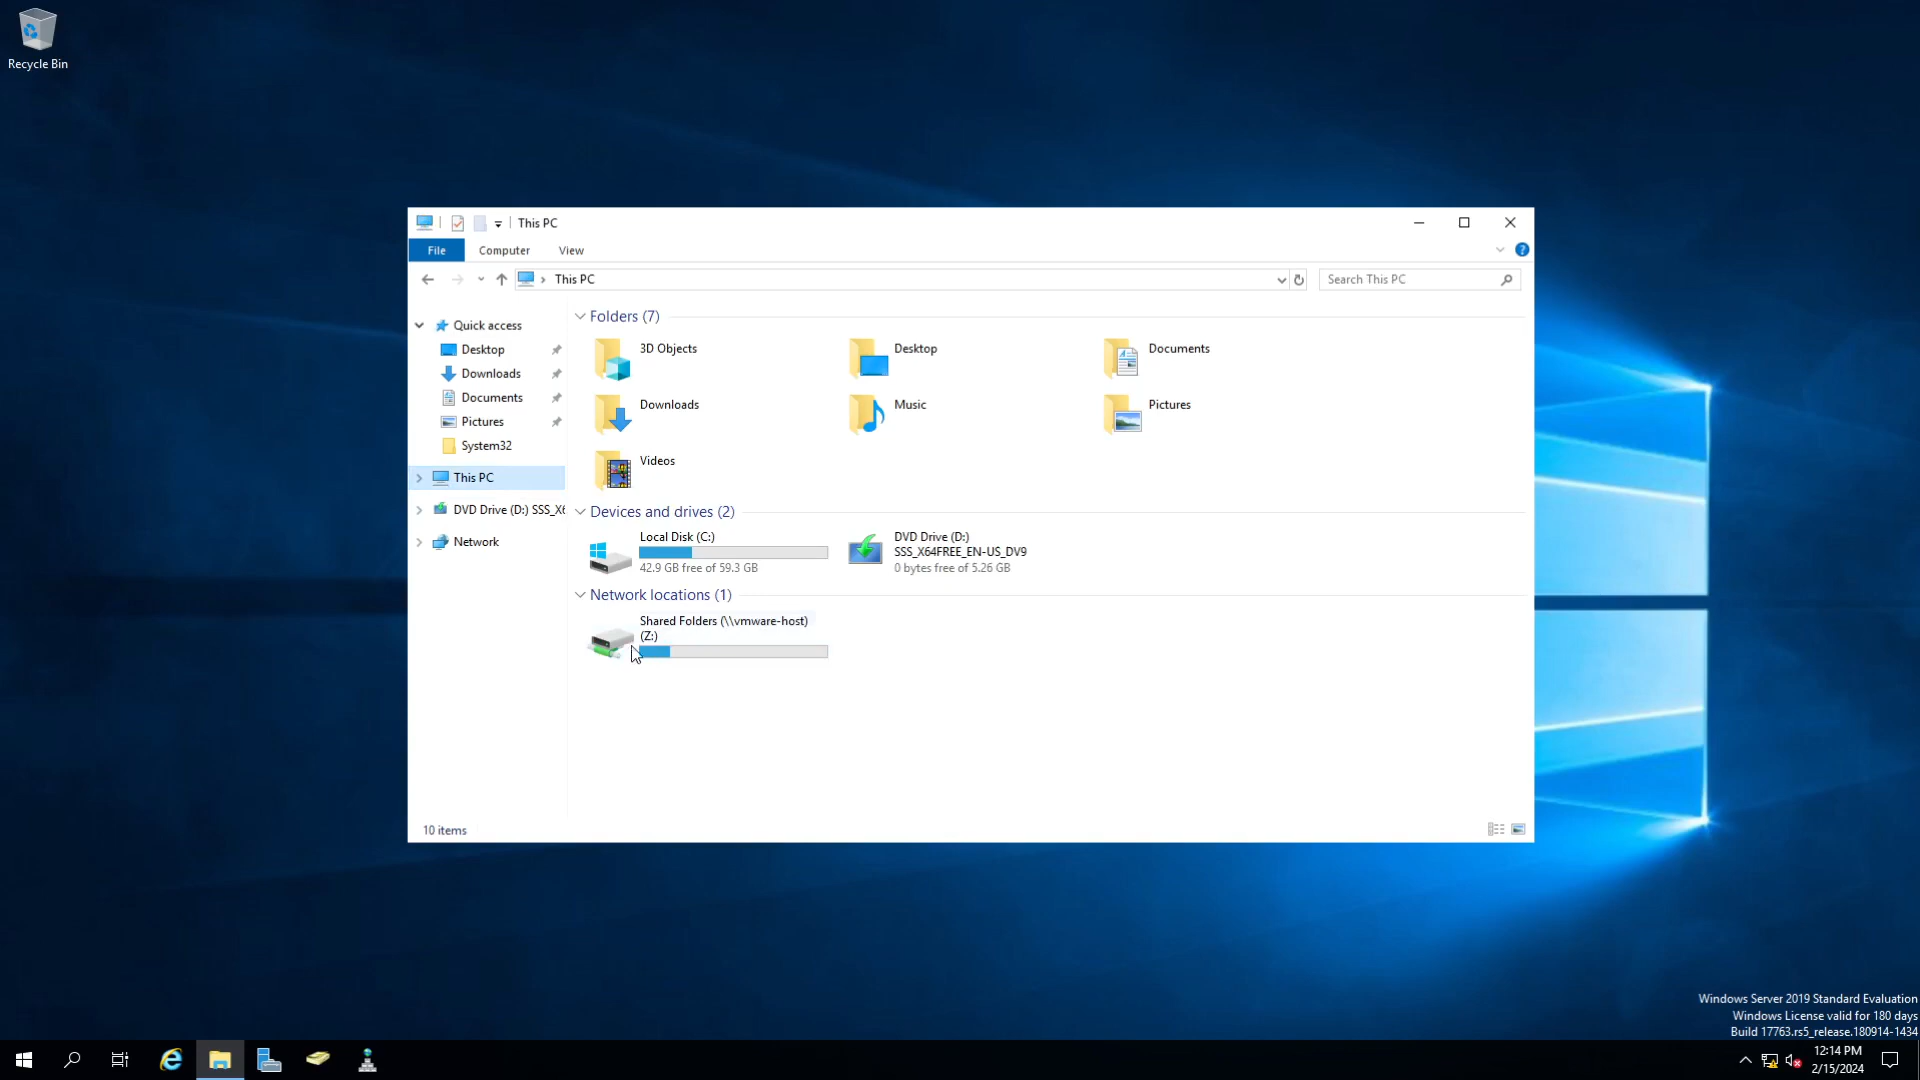 Recycle Bin
This PC
File
Computer
View
This PC
Search This PC
Quick access
Desktop
Downloads
Documents
Pictures
System32
This PC
DVD Drive (D:) SSS_X6
Network
Folders (7)
3D Objects
Desktop
Documents
Downloads
Music
Pictures
Videos
Devices and drives (2)
Local Disk (C:)
42.9 GB free of 59.3 GB
DVD Drive (D:)
SSS_X64FREE_EN-US_DV9
0 bytes free of 5.26 GB
Network locations (1)
Shared Folders (\\vmware-host)
(Z:)
10 items
Windows Server 2019 Standard Evaluation
Windows License valid for 180 days
Build 17763.rs5_release.180914-1434
12:14 PM
2/15/2024